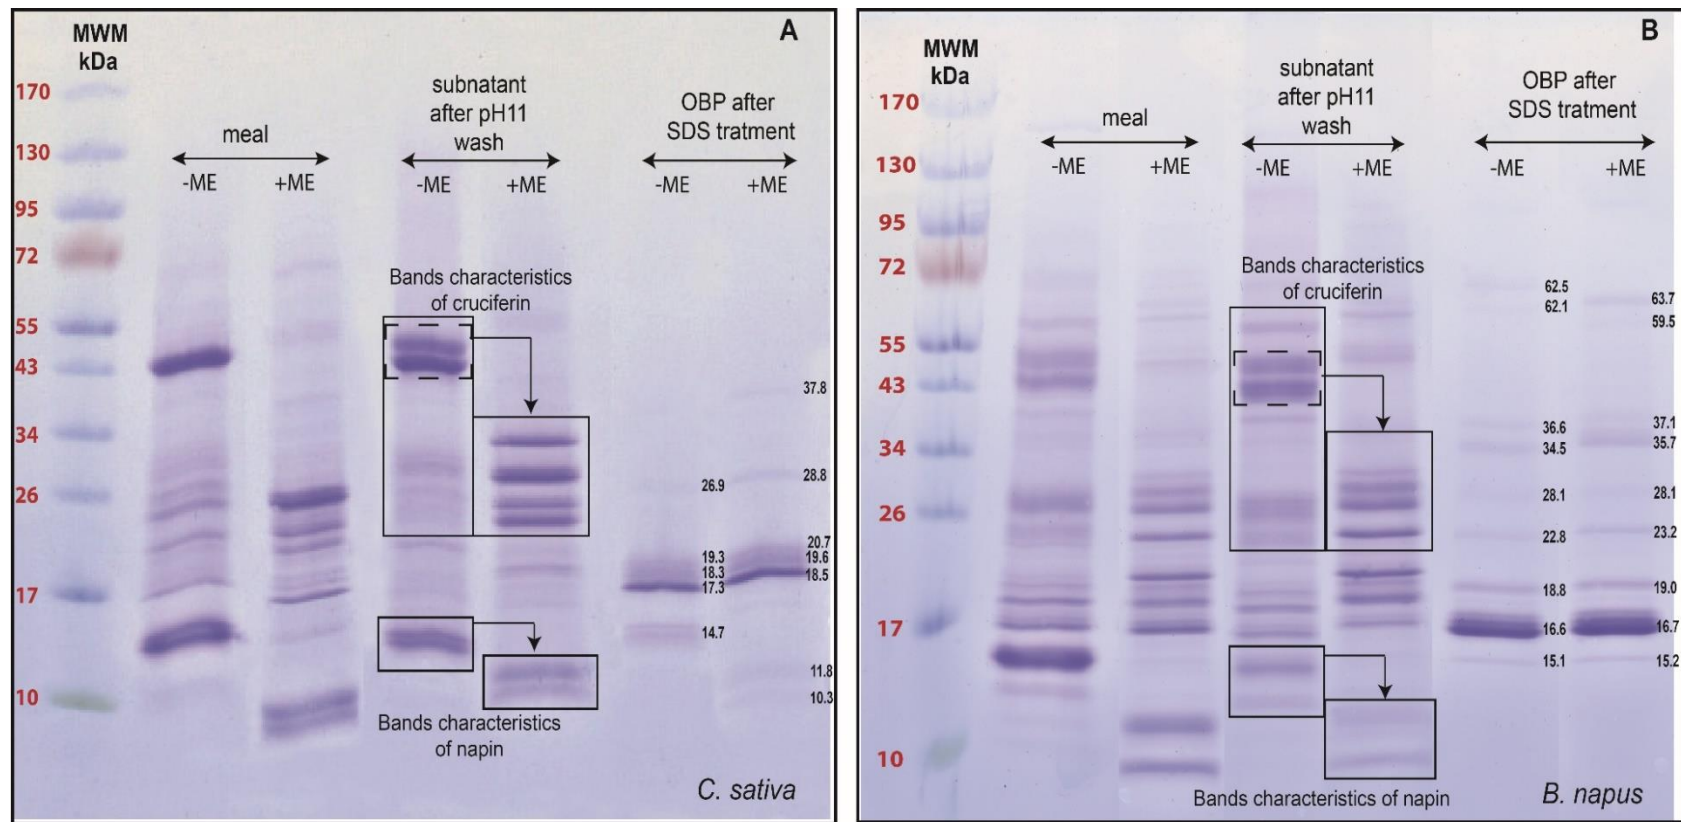 A
MWM
kDa
170
130
95
72
55
43
34
26
17
10
meal
-ME +ME
subnatant
after pH11
wash
-ME +ME
OBP after
SDS tratment
-ME +ME
Bands characteristics
of cruciferin
26.9
19.3
18.3
17.3
14.7
37.8
28.8
20.7
19.6
18.5
11.8
10.3
Bands characteristics
of napin
C. sativa
B
MWM
kDa
170
130
95
72
55
43
34
26
17
10
meal
-ME +ME
subnatant
after pH11
wash
-ME +ME
OBP after
SDS tratment
-ME +ME
Bands characteristics
of cruciferin
62.5
62.1
36.6
34.5
28.1
22.8
18.8
16.6
15.1
63.7
59.5
37.1
35.7
28.1
23.2
19.0
16.7
15.2
Bands characteristics of napin
B. napus